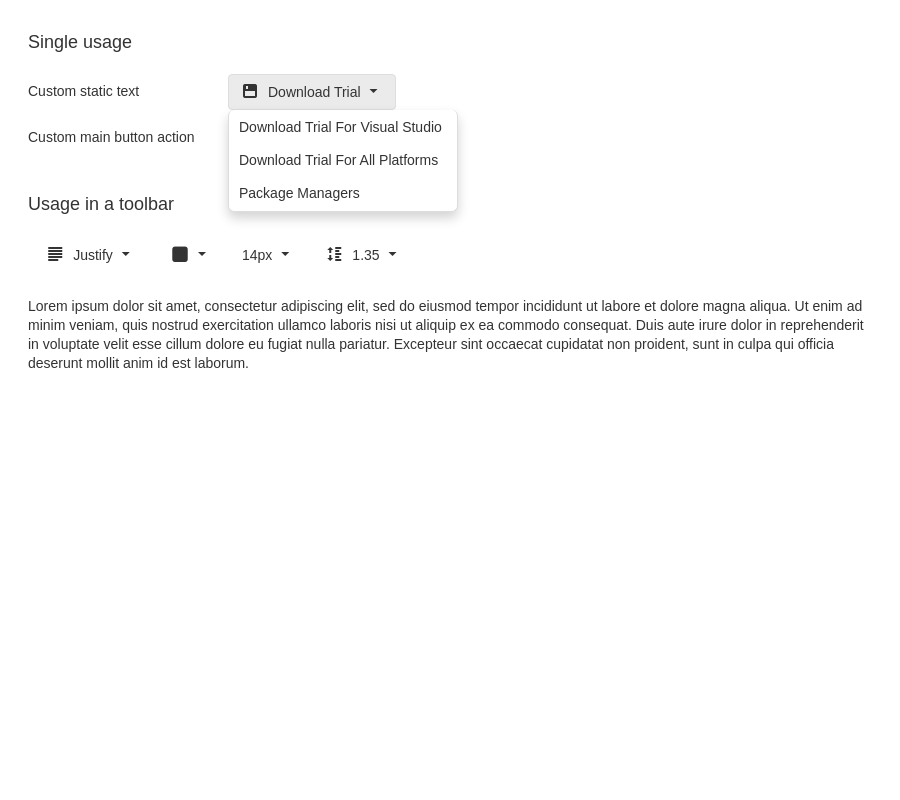 Single usage
Custom static text
Download Trial
Download Trial For Visual Studio
Custom main button action
Download Trial For All Platforms
Package Managers
Usage in a toolbar
Justify 14px 1.35
Lorem ipsum dolor sit amet, consectetur adipiscing elit, sed do eiusmod tempor incididunt ut labore et dolore magna aliqua. Ut enim ad
minim veniam, quis nostrud exercitation ullamco laboris nisi ut aliquip ex ea commodo consequat. Duis aute irure dolor in reprehenderit
in voluptate velit esse cillum dolore eu fugiat nulla pariatur. Excepteur sint occaecat cupidatat non proident, sunt in culpa qui officia
deserunt mollit anim id est laborum.